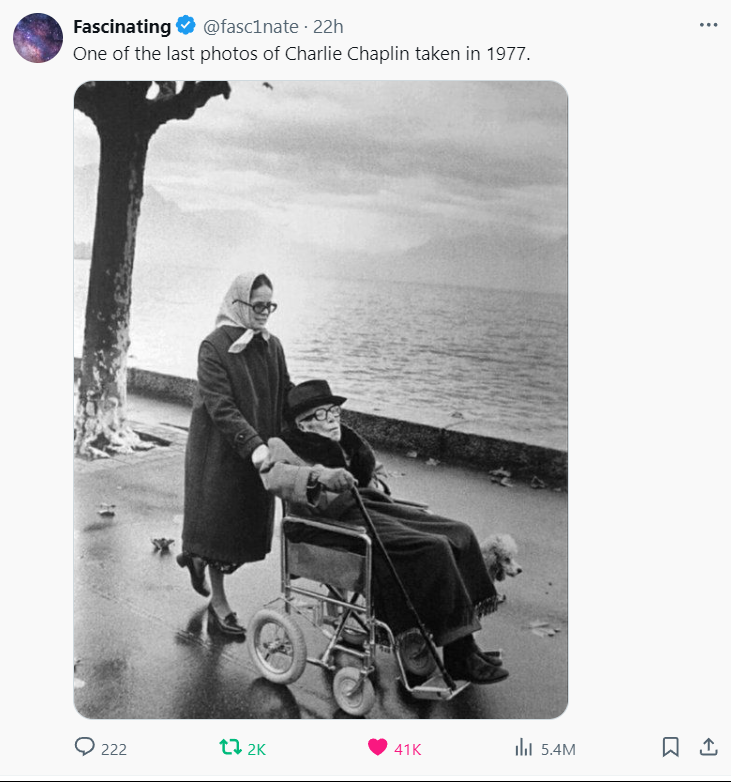 Fascinating @fasc1nate · 22h
One of the last photos of Charlie Chaplin taken in 1977.
222 2K 41K 5.4M